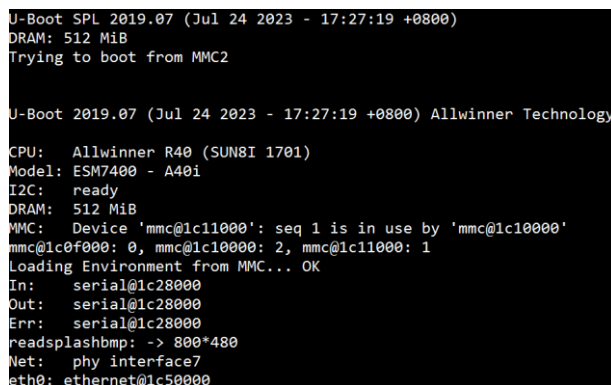 U-Boot SPL 2019.07 (Jul 24 2023 - 17:27:19 +0800)
DRAM: 512 MiB
Trying to boot from MMC2
U-Boot 2019.07 (Jul 24 2023 - 17:27:19 +0800) Allwinner Technology
CPU:   Allwinner R40 (SUN8I 1701)
Model: ESM7400 - A40i
I2C:   ready
DRAM:  512 MiB
MMC:   Device 'mmc@1c11000': seq 1 is in use by 'mmc@1c10000'
mmc@1c0f000: 0, mmc@1c10000: 2, mmc@1c11000: 1
Loading Environment from MMC... OK
In:    serial@1c28000
Out:   serial@1c28000
Err:   serial@1c28000
readsplashbmp: -> 800*480
Net:   phy interface7
eth0: ethernet@1c50000